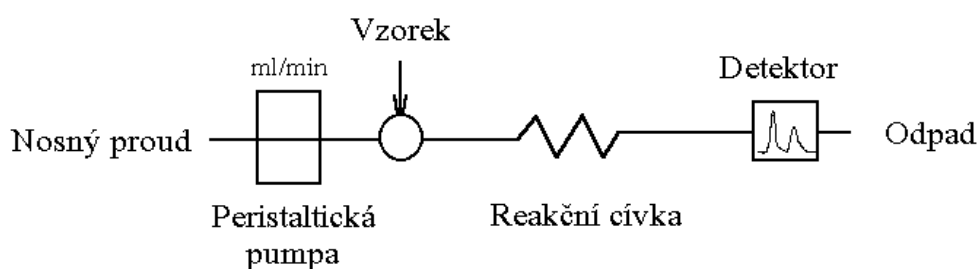 Vzorek
ml/min
Detektor
Nosný proud
Odpad
Peristaltická
pumpa
Reakční cívka